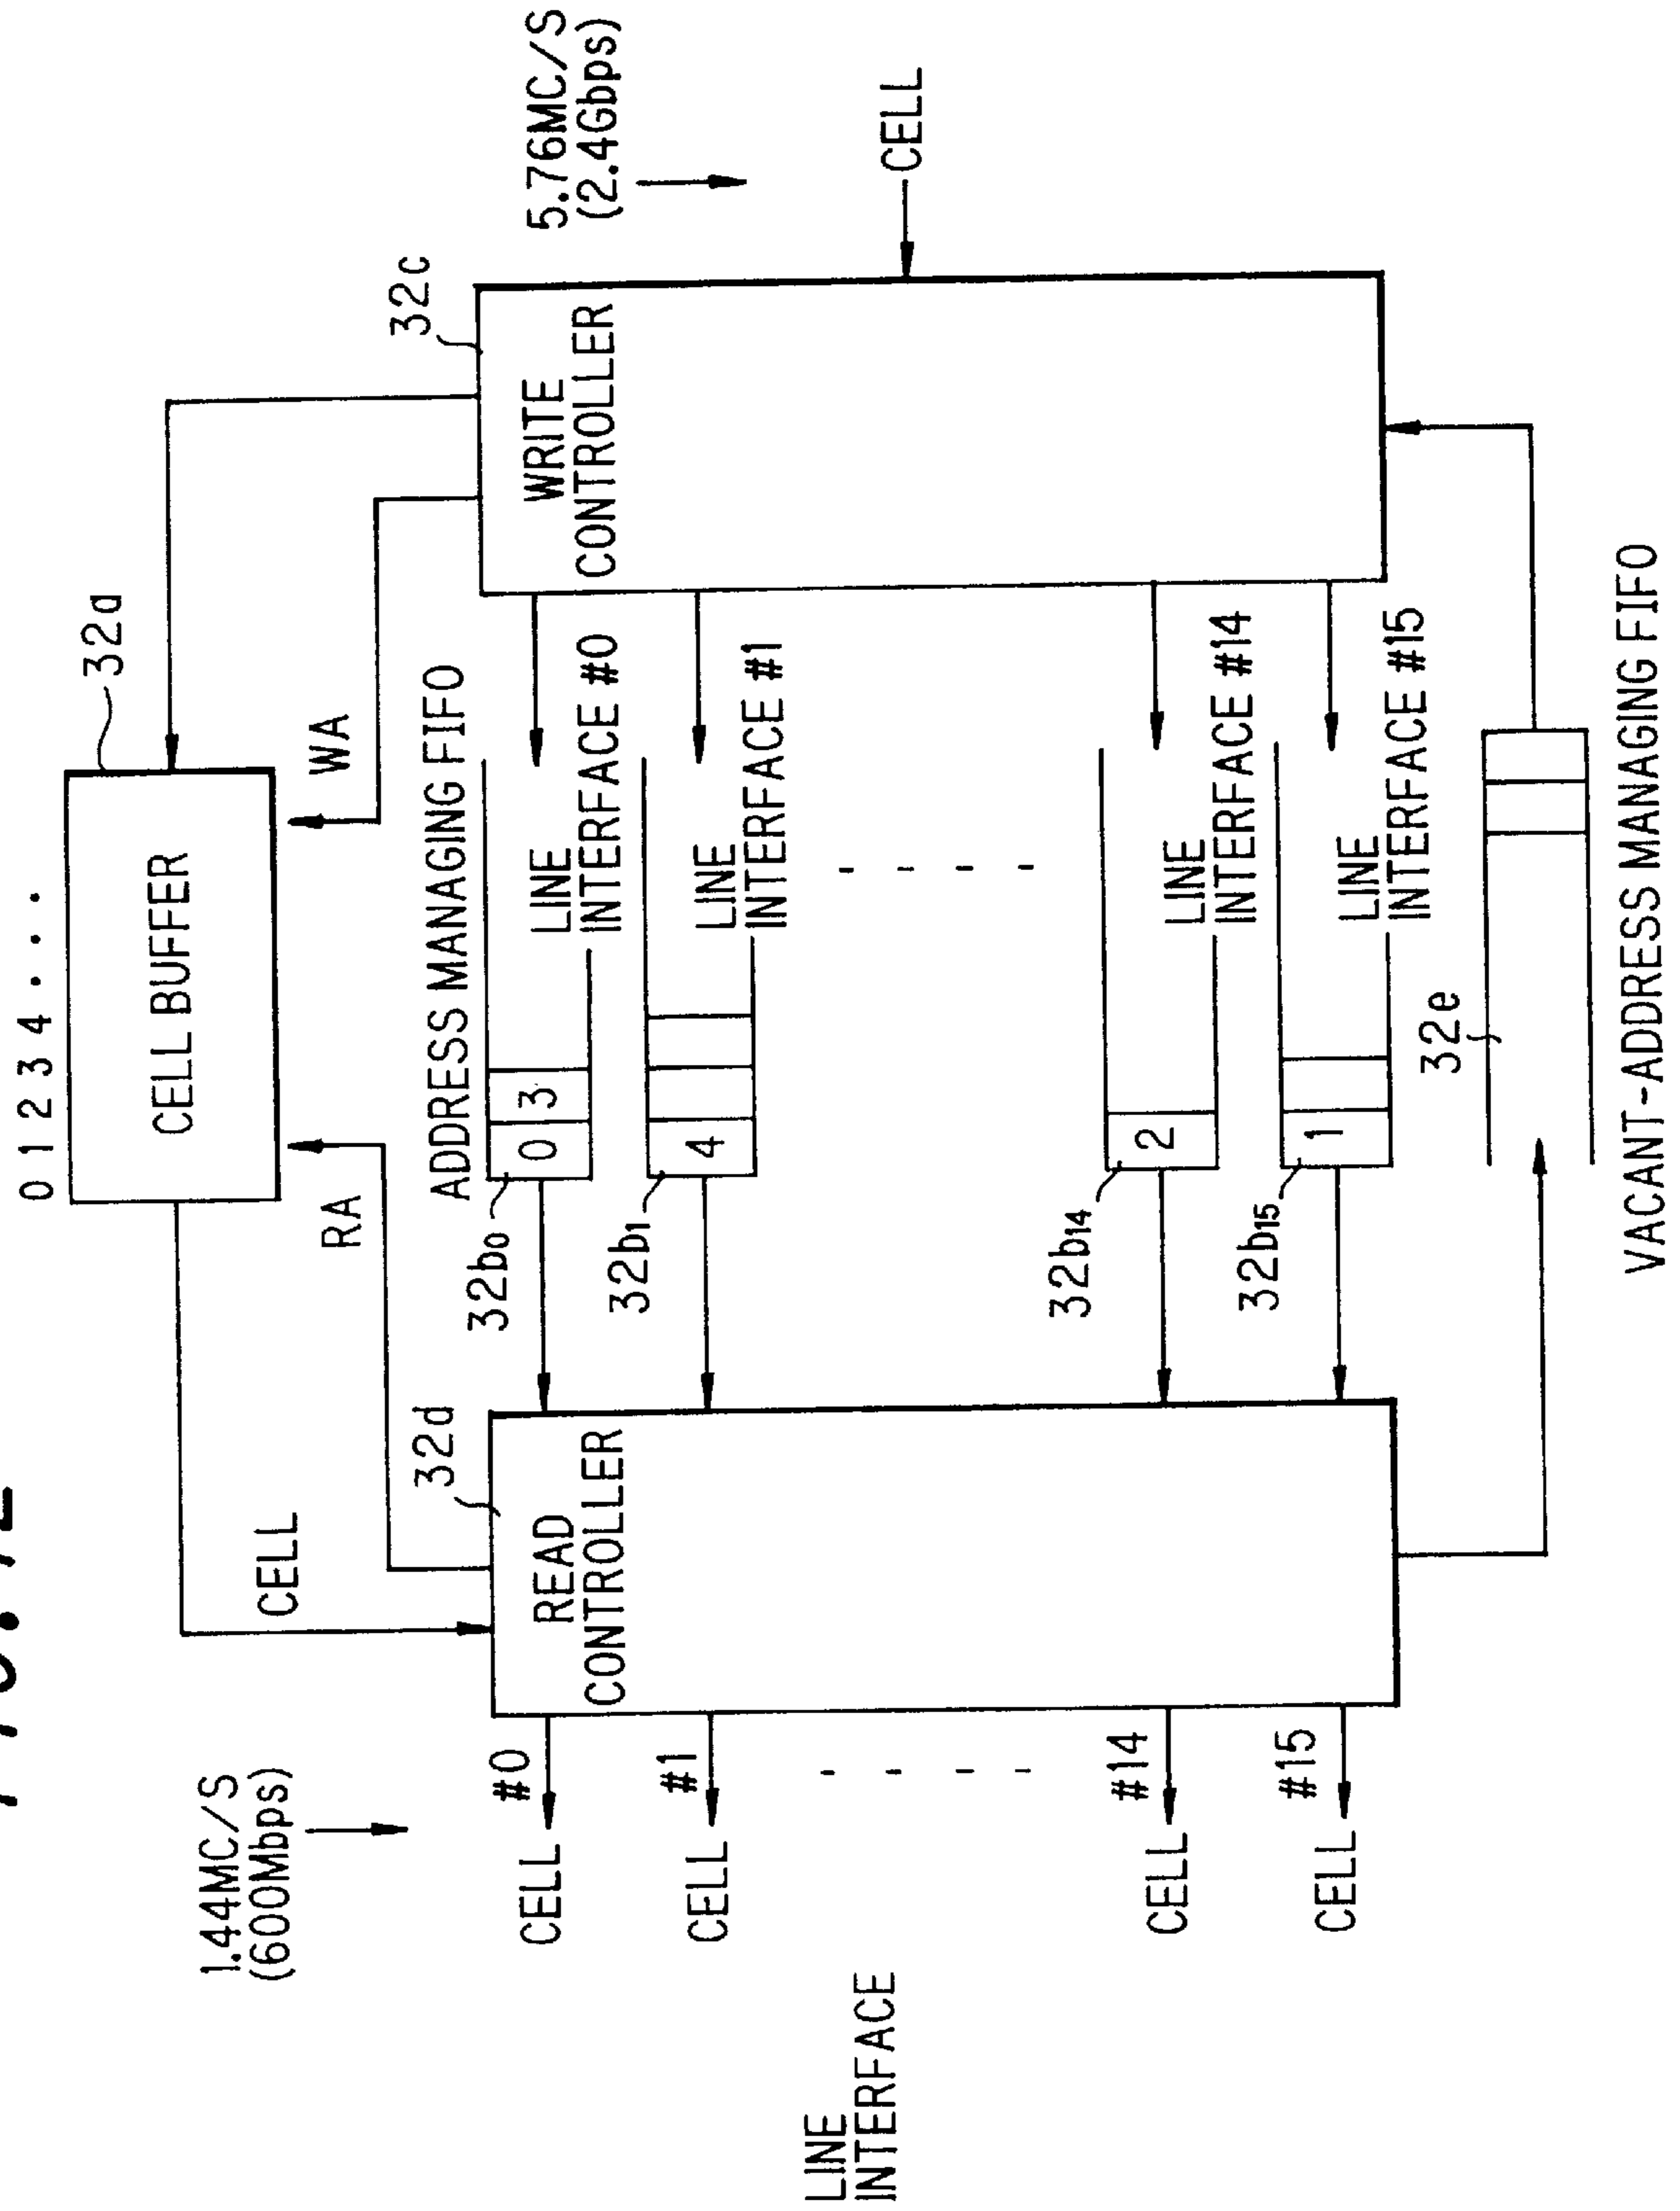 0 1 2 3 4 . . .
CELL BUFFER
32a
CELL
RA
WA
1.44MC/S
(600Mbps)
5.76MC/S
(2.4Gbps)
32d
READ
CONTROLLER
ADDRESS MANAGING FIFO
32c
WRITE
CONTROLLER
32b0
0 3
LINE
INTERFACE #0
#0
CELL
32b1
4
LINE
INTERFACE #1
#1
CELL
CELL
LINE
INTERFACE
32b14
2
LINE
INTERFACE #14
#14
CELL
32b15
1
LINE
INTERFACE #15
#15
CELL
32e
VACANT-ADDRESS MANAGING FIFO